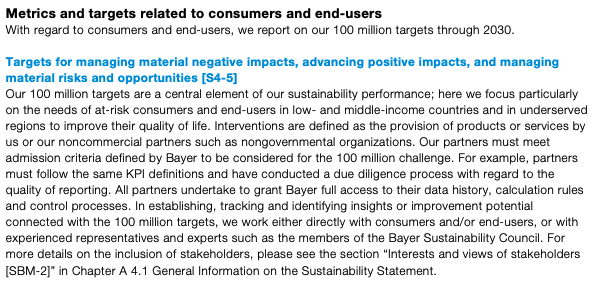 Metrics and targets related to consumers and end-users
With regard to consumers and end-users, we report on our 100 million targets through 2030.
Targets for managing material negative impacts, advancing positive impacts, and managing
material risks and opportunities [S4-5]
Our 100 million targets are a central element of our sustainability performance; here we focus particularly
on the needs of at-risk consumers and end-users in low- and middle-income countries and in underserved
regions to improve their quality of life. Interventions are defined as the provision of products or services by
us or our noncommercial partners such as nongovernmental organizations. Our partners must meet
admission criteria defined by Bayer to be considered for the 100 million challenge. For example, partners
must follow the same KPI definitions and have conducted a due diligence process with regard to the
quality of reporting. All partners undertake to grant Bayer full access to their data history, calculation rules
and control processes. In establishing, tracking and identifying insights or improvement potential
connected with the 100 million targets, we work either directly with consumers and/or end-users, or with
experienced representatives and experts such as the members of the Bayer Sustainability Council. For
more details on the inclusion of stakeholders, please see the section “Interests and views of stakeholders
[SBM-2]” in Chapter A 4.1 General Information on the Sustainability Statement.